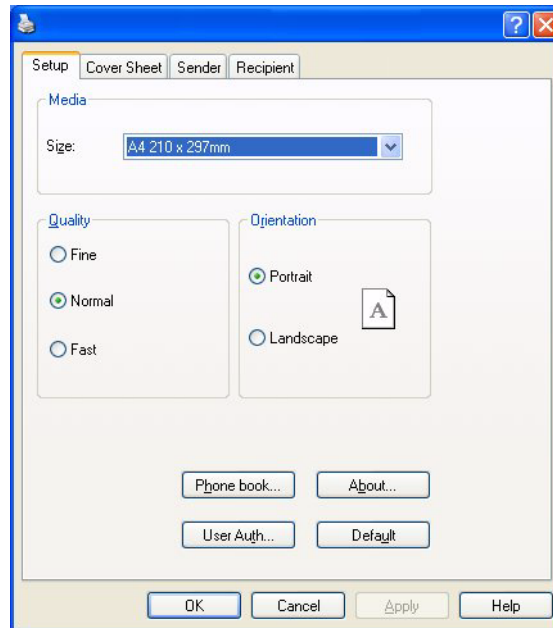 Setup Cover Sheet Sender Recipient
Media
Size: A4 210 x 297mm
Quality
Fine
Normal
Fast
Orientation
Portrait
Landscape
A
Phone book... About...
User Auth... Default
OK Cancel Apply Help